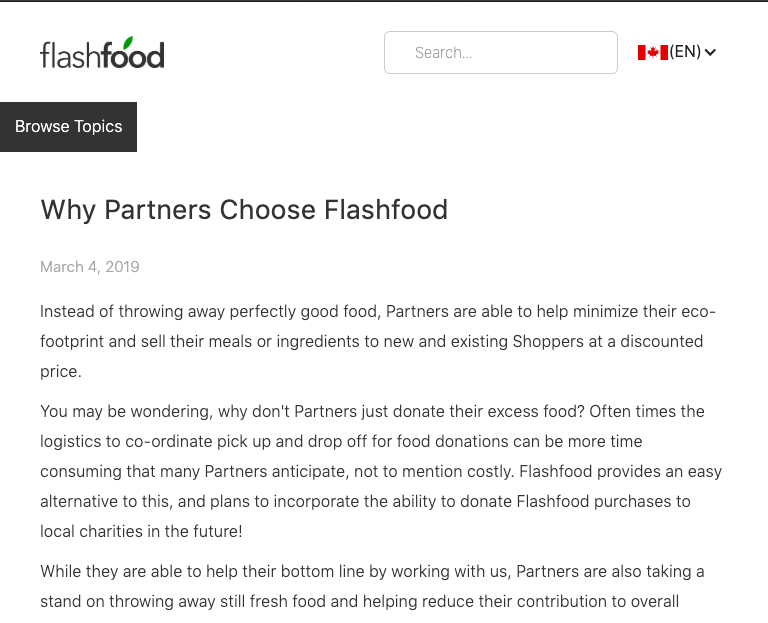 flashfood
Search...
(EN)
Browse Topics
Why Partners Choose Flashfood
March 4, 2019
Instead of throwing away perfectly good food, Partners are able to help minimize their eco-
footprint and sell their meals or ingredients to new and existing Shoppers at a discounted
price.
You may be wondering, why don't Partners just donate their excess food? Often times the
logistics to co-ordinate pick up and drop off for food donations can be more time
consuming that many Partners anticipate, not to mention costly. Flashfood provides an easy
alternative to this, and plans to incorporate the ability to donate Flashfood purchases to
local charities in the future!
While they are able to help their bottom line by working with us, Partners are also taking a
stand on throwing away still fresh food and helping reduce their contribution to overall